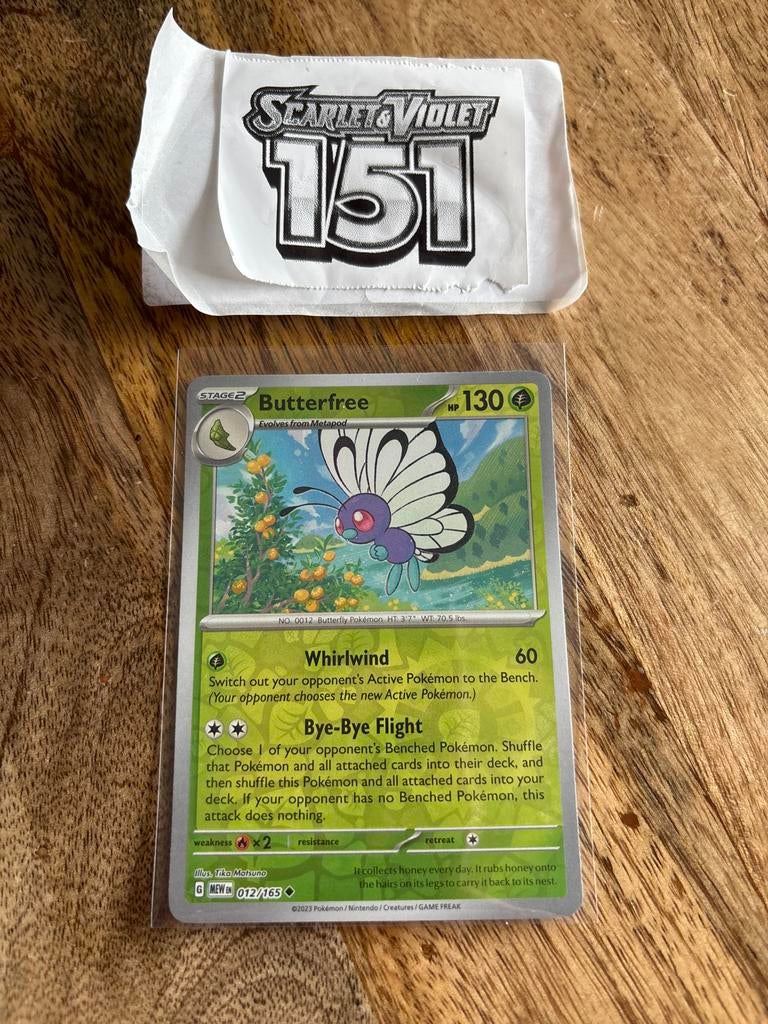 SCARLET & VIOLET
151
STAGE 2 Butterfree HP 130
Evolves from Metapod
NO. 0012 Butterfly Pokémon HT: 3'7" WT: 70.5 lbs.
Whirlwind 60
Switch out your opponent's Active Pokémon to the Bench.
(Your opponent chooses the new Active Pokémon.)
Bye-Bye Flight
Choose 1 of your opponent's Benched Pokémon. Shuffle
that Pokémon and all attached cards into their deck, and
then shuffle this Pokémon and all attached cards into your
deck. If your opponent has no Benched Pokémon, this
attack does nothing.
weakness ×2 resistance retreat
Illus. Tika Matsuno
It collects honey every day. It rubs honey onto
the hairs on its legs to carry it back to its nest.
G MEW EN 012/165
©2023 Pokémon / Nintendo / Creatures / GAME FREAK